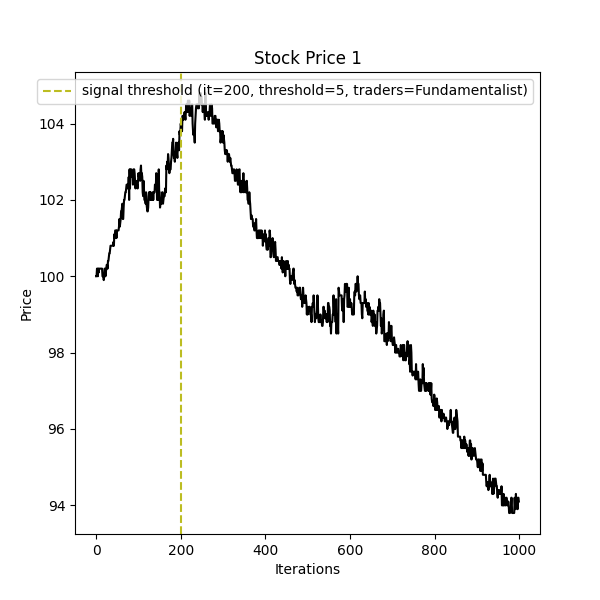 Stock Price 1
signal threshold (it=200, threshold=5, traders=Fundamentalist)
104
102
100
98
96
94
Price
0 200 400 600 800 1000
Iterations